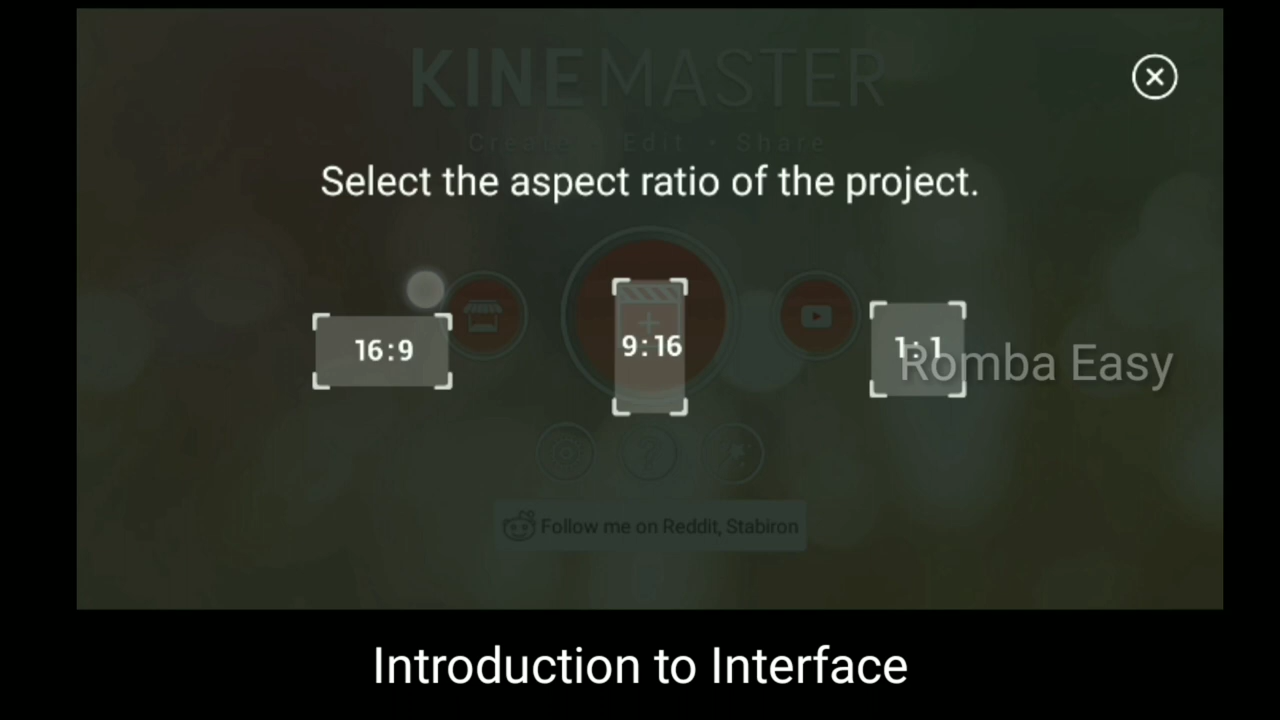 KINEMASTER
Create • Edit • Share
Select the aspect ratio of the project.
16:9
9:16
1:1
Romba Easy
Follow me on Reddit, Stabiron
Introduction to Interface